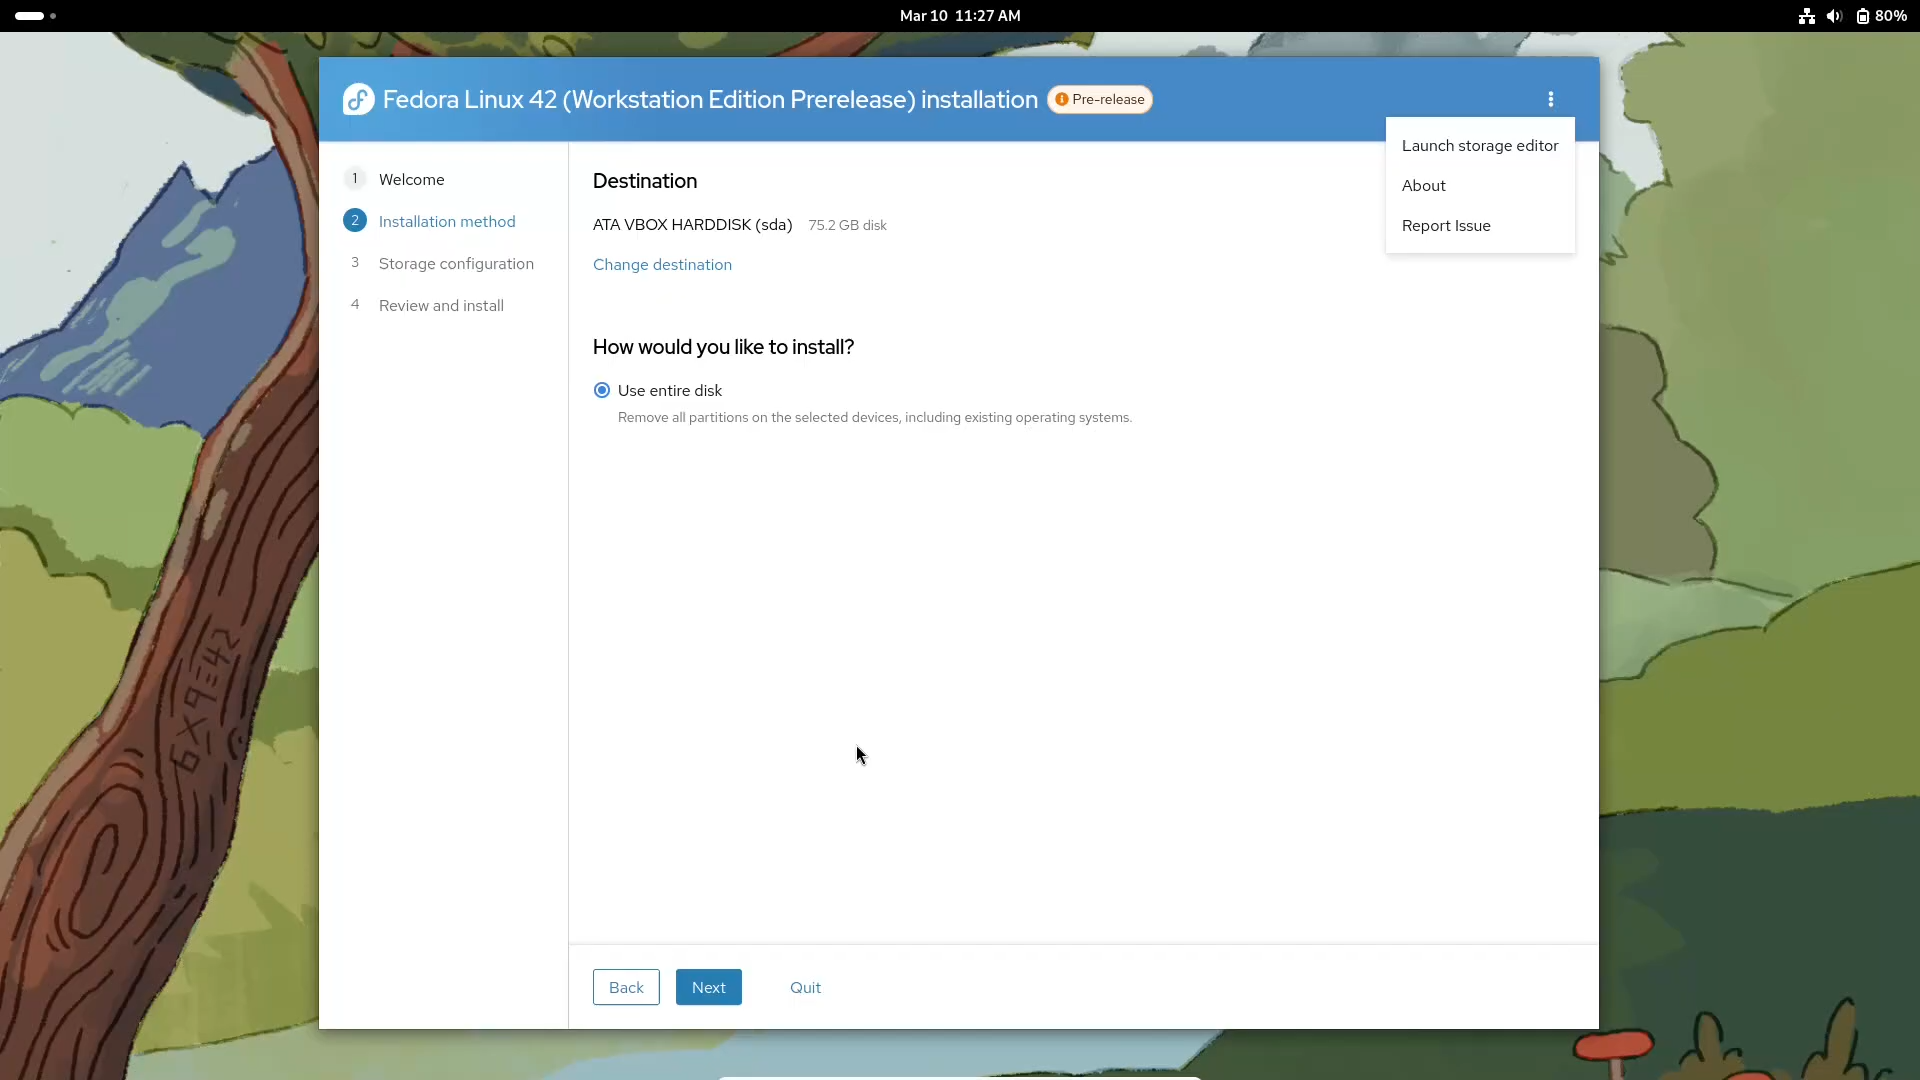 Mar 10 11:27 AM
80%
Fedora Linux 42 (Workstation Edition Prerelease) installation
Pre-release
Launch storage editor
About
Report Issue
1 Welcome
2 Installation method
3 Storage configuration
4 Review and install
Destination
ATA VBOX HARDDISK (sda) 75.2 GB disk
Change destination
How would you like to install?
Use entire disk
Remove all partitions on the selected devices, including existing operating systems.
Back
Next
Quit
6×9=42